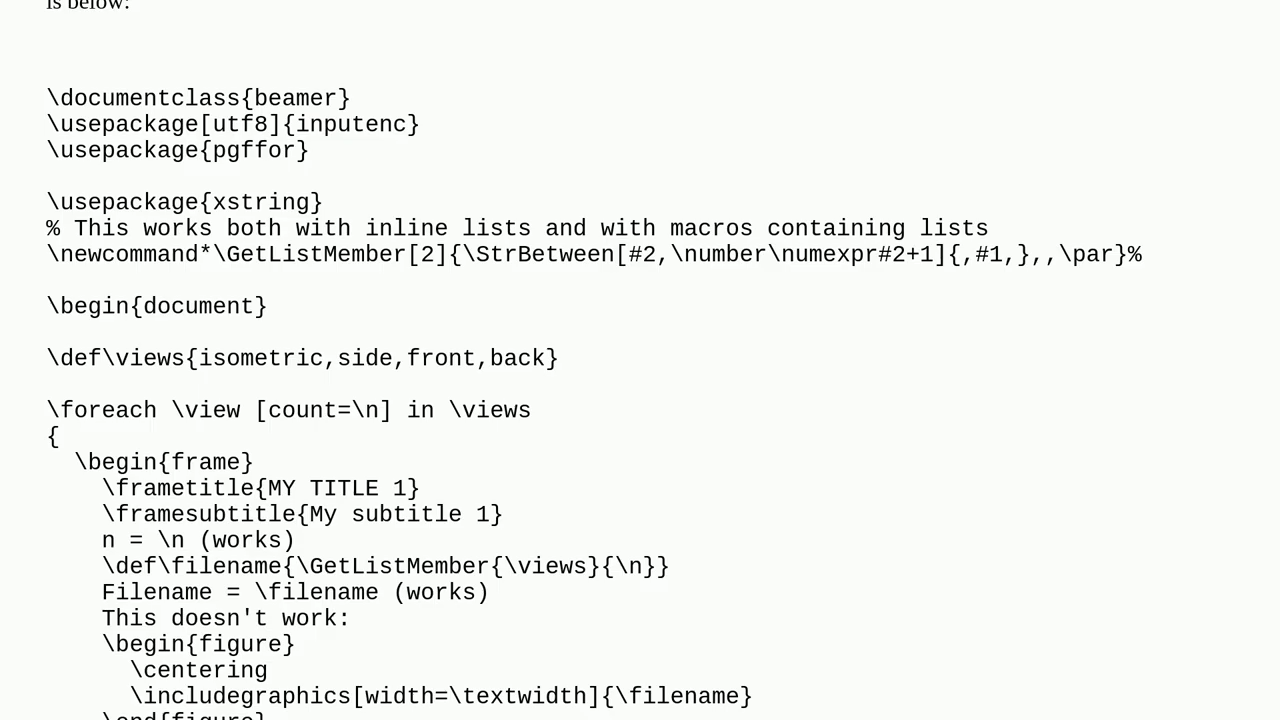 is below:
\documentclass{beamer}
\usepackage[utf8]{inputenc}
\usepackage{pgffor}
\usepackage{xstring}
% This works both with inline lists and with macros containing lists
\newcommand*\GetListMember[2]{\StrBetween[#2,\number\numexpr#2+1]{,#1,},,\par}%
\begin{document}
\def\views{isometric,side,front,back}
\foreach \view [count=\n] in \views
{
  \begin{frame}
    \frametitle{MY TITLE 1}
    \framesubtitle{My subtitle 1}
    n = \n (works)
    \def\filename{\GetListMember{\views}{\n}}
    Filename = \filename (works)
    This doesn't work:
    \begin{figure}
      \centering
      \includegraphics[width=\textwidth]{\filename}
    \end{figure}